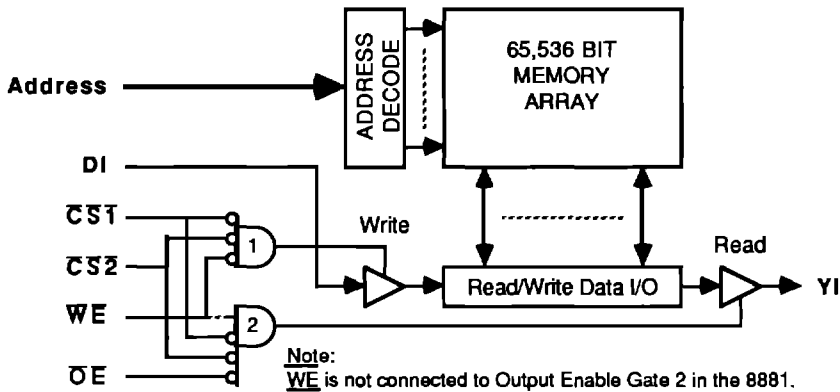 ADDRESS
DECODE
65,536 BIT
MEMORY
ARRAY
Address
DI
CS1
CS2
WE
OE
1
2
Write
Read/Write Data I/O
Read
YI
Note:
WE is not connected to Output Enable Gate 2 in the 8881.